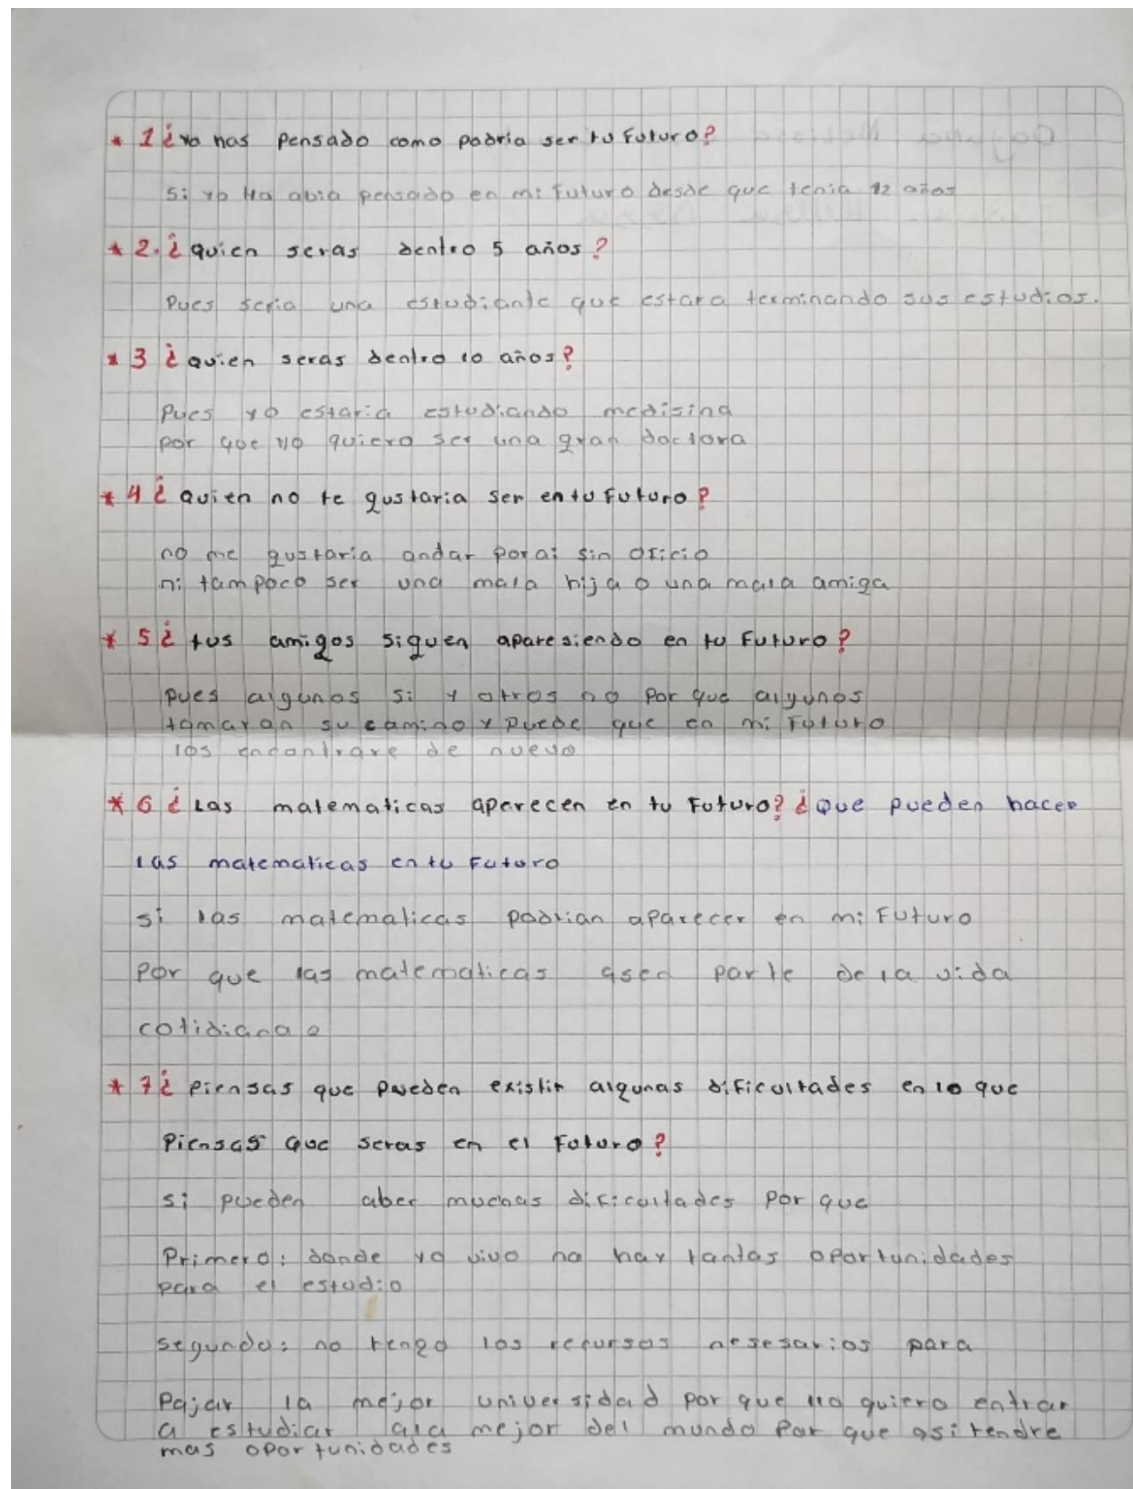 * 1 ¿ya has pensado como podria ser tu futuro?
Si yo Ha abia pensado en mi futuro desde que tenia 12 años
* 2. ¿quien seras dentro 5 años?
Pues seria una estudiante que estara terminando sus estudios.
* 3 ¿quien seras dentro 10 años?
Pues yo estaria estudiando medisina
por que yo quiero ser una gran doctora
* 4 ¿quien no te gustaria ser en tu futuro?
no me gustaria andar porai sin oficio
ni tampoco ser una mala hija o una mala amiga
* 5 ¿tus amigos siguen aparesiendo en tu futuro?
pues algunos si y otros no por que algunos
tomaran su camino y puede que en mi futuro
los encontrare de nuevo
* 6 ¿Las matematicas aperecen en tu futuro? ¿que pueden hacer
las matematicas en tu futuro
si las matematicas podrian aparecer en mi futuro
por que las matematicas asen parte de la vida
cotidiana
* 7 ¿piensas que pueden existir algunas dificultades en lo que
piensas que seras en el futuro?
si pueden aber muchas dificultades por que
Primero: donde yo vivo no hay tantas oportunidades
para el estudio
segundo: no tengo los recursos nesesarios para
Pajar la mejor universidad por que yo quiero entrar
a estudiar ala mejor del mundo por que asi tendre
mas oportunidades